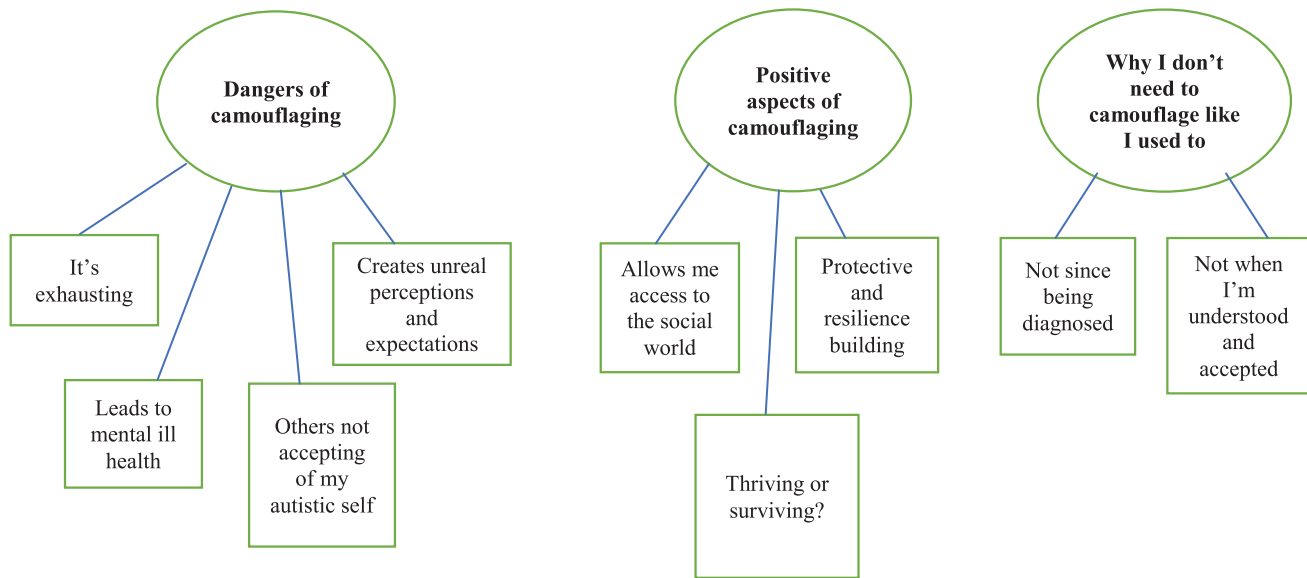 Dangers of
camouflaging
It's
exhausting
Leads to
mental ill
health
Others not
accepting
of my
autistic self
Creates unreal
perceptions
and
expectations
Positive
aspects of
camouflaging
Allows me
access to
the social
world
Thriving or
surviving?
Protective
and
resilience
building
Why I don’t
need to
camouflage like
I used to
Not since
being
diagnosed
Not when
I’m
understood
and
accepted